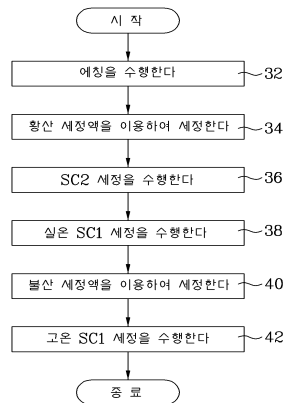 시 작
에칭을 수행한다
32
황산 세정액을 이용하여 세정한다
34
SC2 세정을 수행한다
36
실온 SC1 세정을 수행한다
38
불산 세정액을 이용하여 세정한다
40
고온 SC1 세정을 수행한다
42
종 료